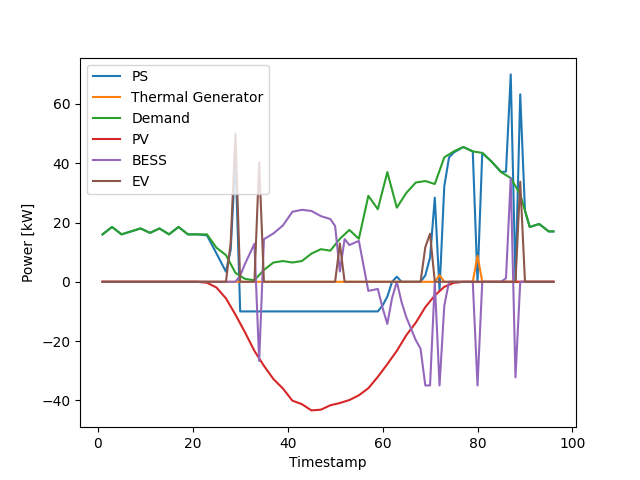 PS
Thermal Generator
Demand
PV
BESS
EV
Power [kW]
60
40
20
0
−20
−40
0 20 40 60 80 100
Timestamp